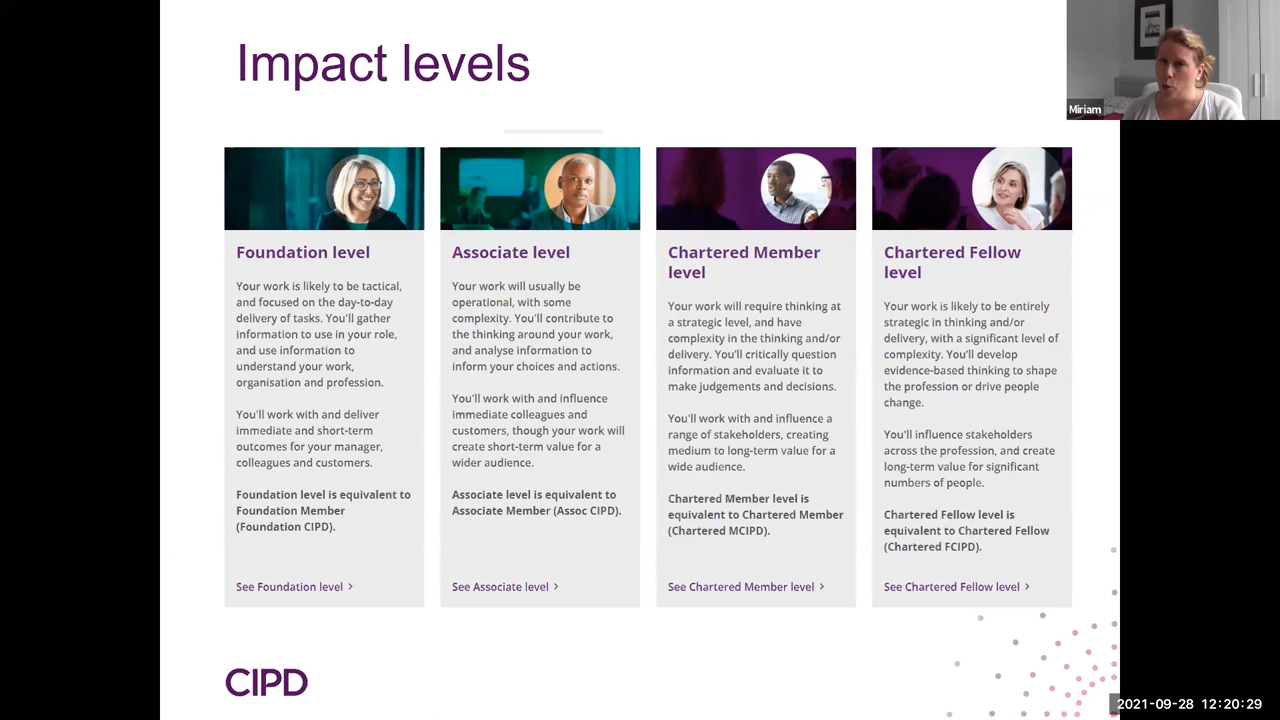 Impact levels
Miriam
Foundation level
Your work is likely to be tactical,
and focused on the day-to-day
delivery of tasks. You'll gather
information to use in your role,
and use information to
understand your work,
organisation and profession.
You'll work with and deliver
immediate and short-term
outcomes for your manager,
colleagues and customers.
Foundation level is equivalent to
Foundation Member
(Foundation CIPD).
See Foundation level >
Associate level
Your work will usually be
operational, with some
complexity. You'll contribute to
the thinking around your work,
and analyse information to
inform your choices and actions.
You'll work with and influence
immediate colleagues and
customers, though your work will
create short-term value for a
wider audience.
Associate level is equivalent to
Associate Member (Assoc CIPD).
See Associate level >
Chartered Member
level
Your work will require thinking at
a strategic level, and have
complexity in the thinking and/or
delivery. You'll critically question
information and evaluate it to
make judgements and decisions.
You'll work with and influence a
range of stakeholders, creating
medium to long-term value for a
wide audience.
Chartered Member level is
equivalent to Chartered Member
(Chartered MCIPD).
See Chartered Member level >
Chartered Fellow
level
Your work is likely to be entirely
strategic in thinking and/or
delivery, with a significant level of
complexity. You'll develop
evidence-based thinking to shape
the profession or drive people
change.
You'll influence stakeholders
across the profession, and create
long-term value for significant
numbers of people.
Chartered Fellow level is
equivalent to Chartered Fellow
(Chartered FCIPD).
See Chartered Fellow level >
CIPD
2021-09-28 12:20:29